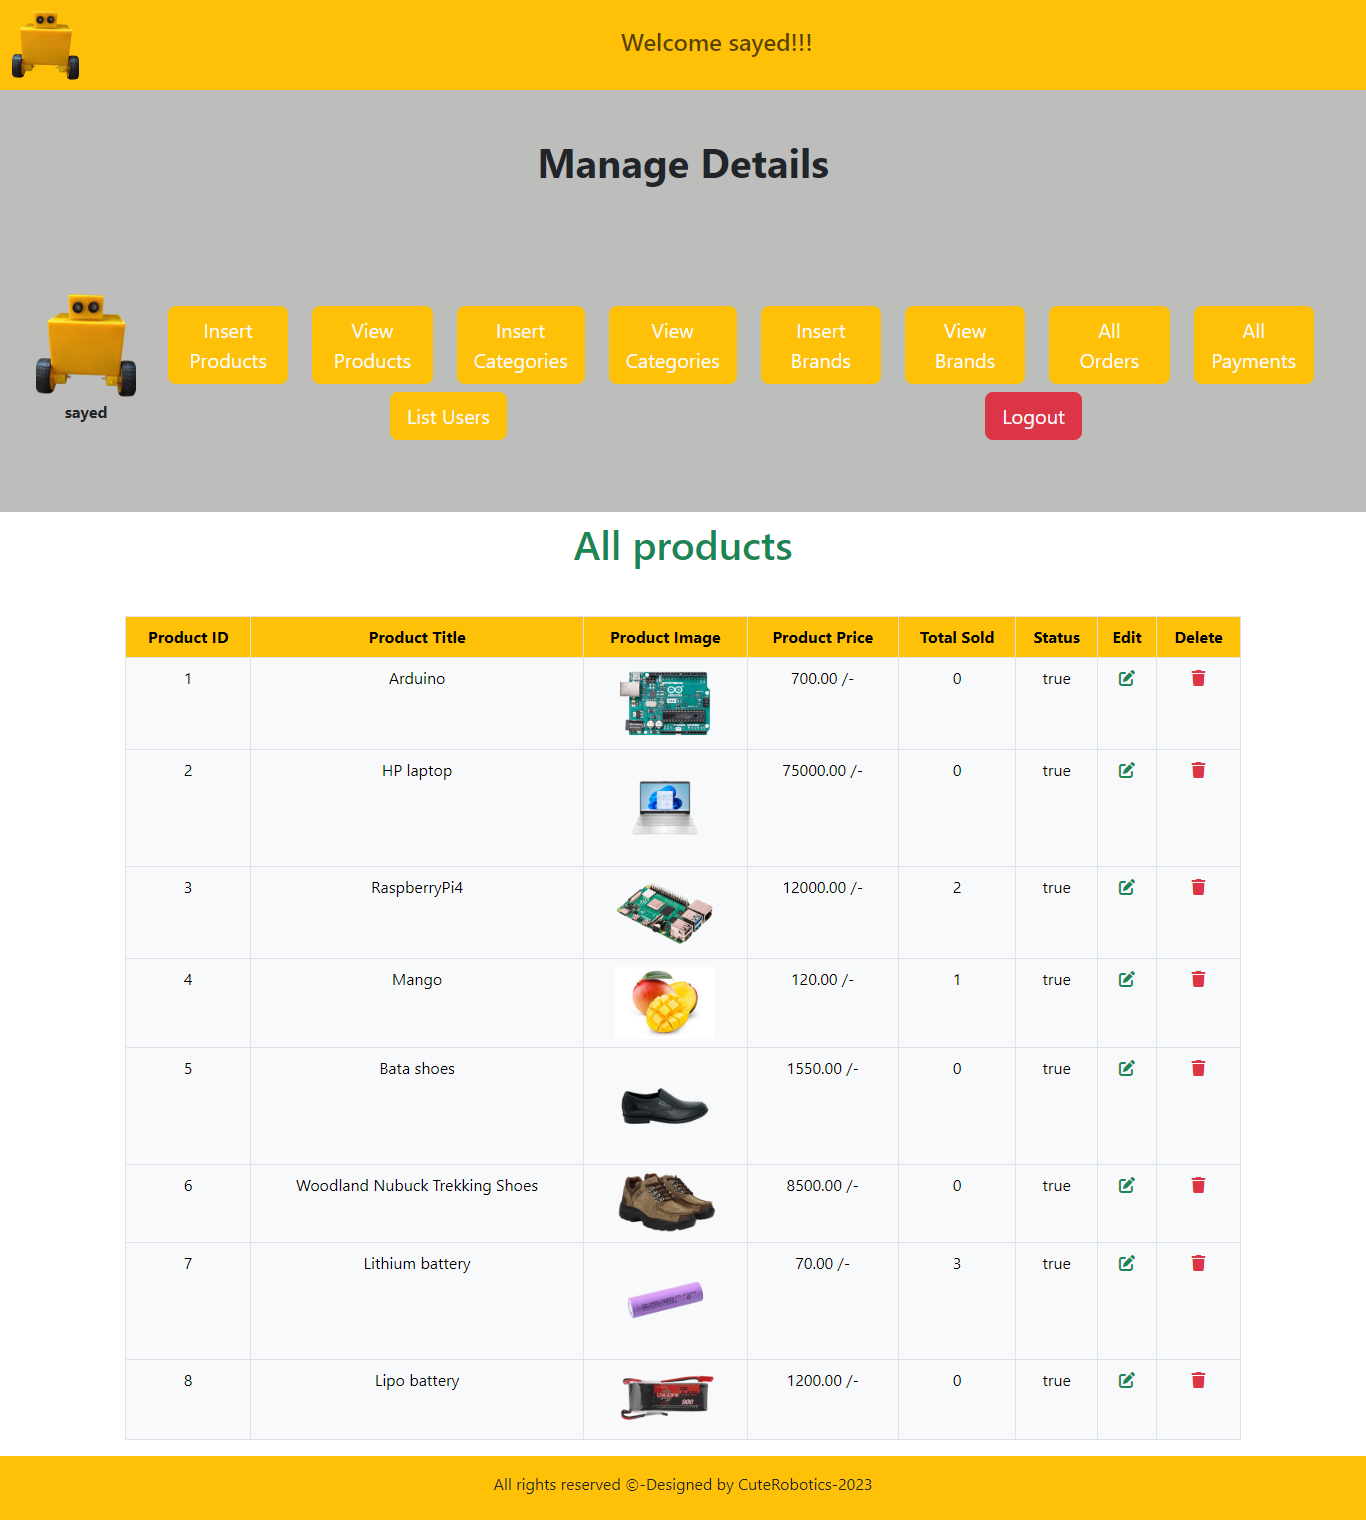 Welcome sayed!!!
Manage Details
Insert Products
View Products
Insert Categories
View Categories
Insert Brands
View Brands
All Orders
All Payments
sayed
List Users
Logout
All products
Product ID Product Title Product Image Product Price Total Sold Status Edit Delete
1 Arduino 700.00 /- 0 true
2 HP laptop 75000.00 /- 0 true
3 RaspberryPi4 12000.00 /- 2 true
4 Mango 120.00 /- 1 true
5 Bata shoes 1550.00 /- 0 true
6 Woodland Nubuck Trekking Shoes 8500.00 /- 0 true
7 Lithium battery 70.00 /- 3 true
8 Lipo battery 1200.00 /- 0 true
All rights reserved ©-Designed by CuteRobotics-2023